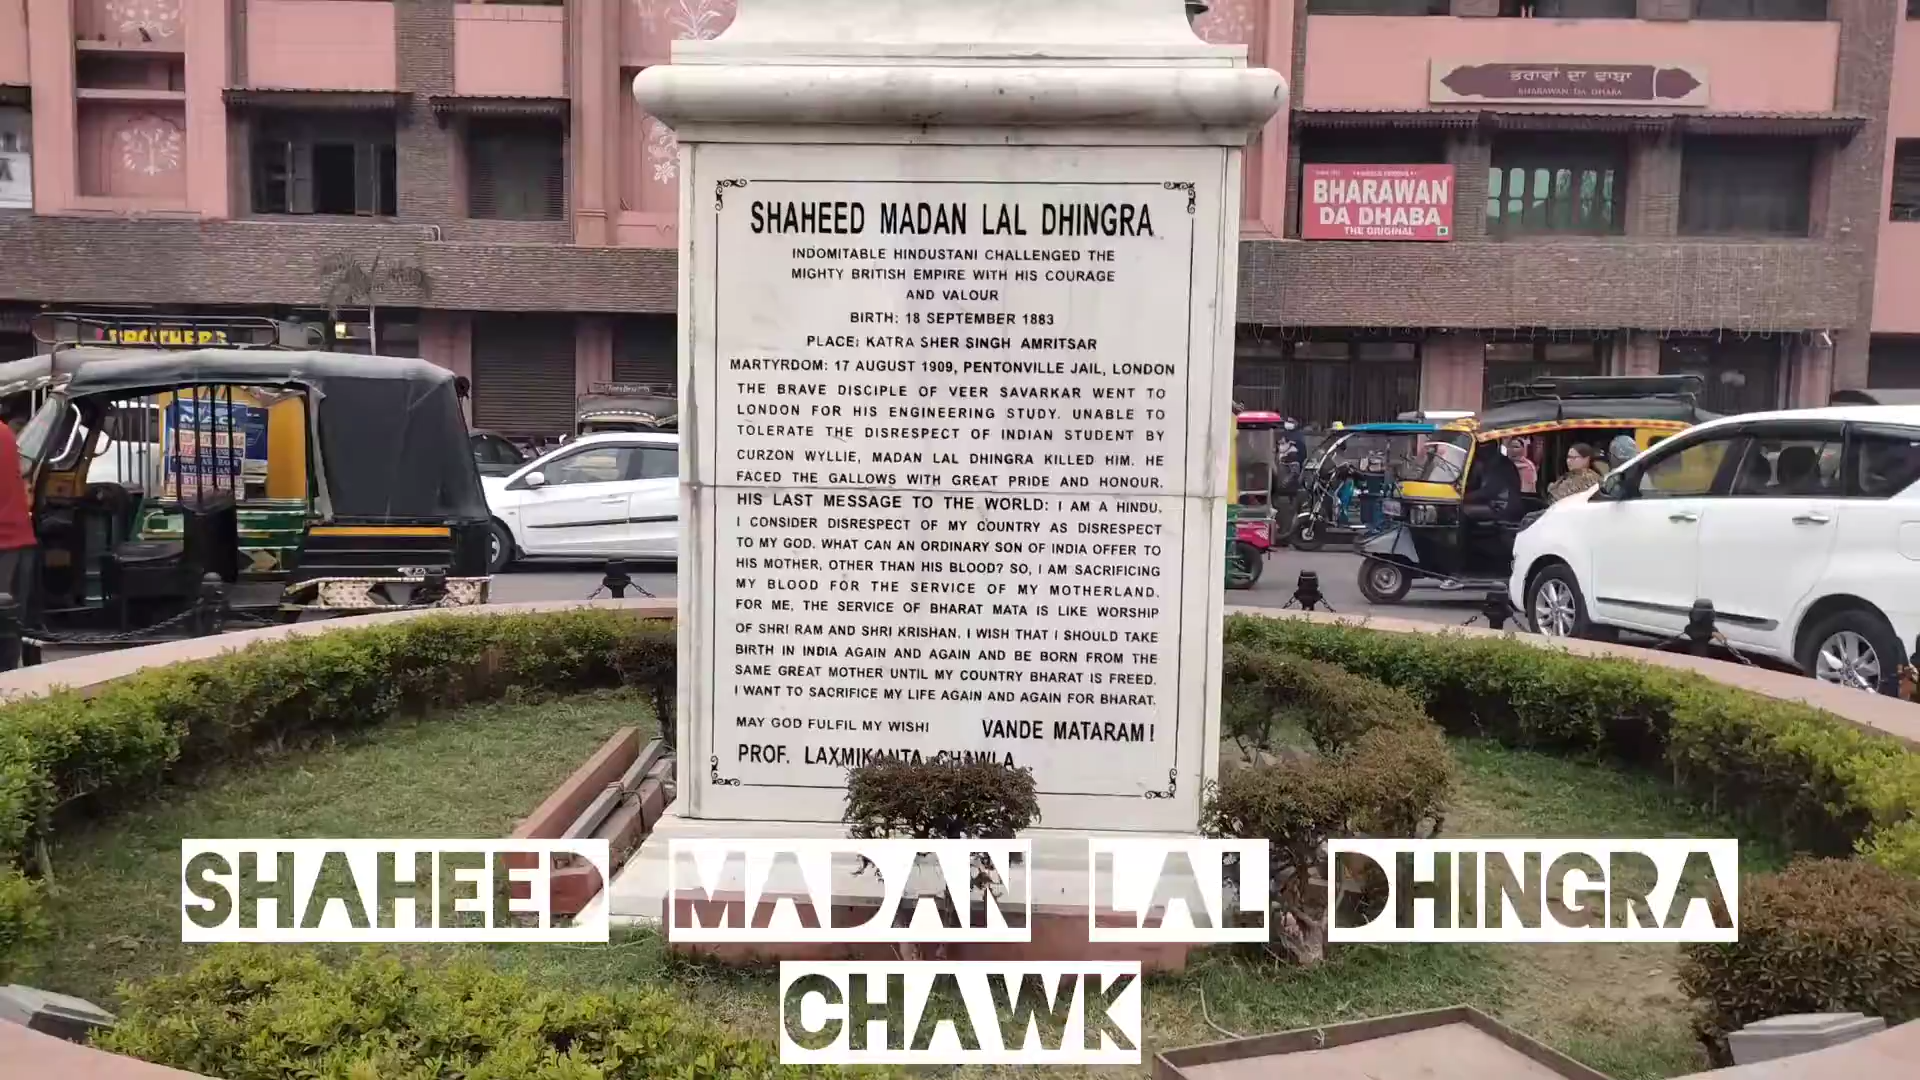 ਭਰਾਵਾਂ ਦਾ ਢਾਬਾ
BHARAWAN DA DHABA
BHARAWAN
DA DHABA
THE ORIGINAL
BROTHERS
SHAHEED MADAN LAL DHINGRA
INDOMITABLE HINDUSTANI CHALLENGED THE
MIGHTY BRITISH EMPIRE WITH HIS COURAGE
AND VALOUR
BIRTH: 18 SEPTEMBER 1883
PLACE: KATRA SHER SINGH AMRITSAR
MARTYRDOM: 17 AUGUST 1909, PENTONVILLE JAIL, LONDON
THE BRAVE DISCIPLE OF VEER SAVARKAR WENT TO
LONDON FOR HIS ENGINEERING STUDY. UNABLE TO
TOLERATE THE DISRESPECT OF INDIAN STUDENT BY
CURZON WYLLIE, MADAN LAL DHINGRA KILLED HIM. HE
FACED THE GALLOWS WITH GREAT PRIDE AND HONOUR.
HIS LAST MESSAGE TO THE WORLD: I AM A HINDU.
I CONSIDER DISRESPECT OF MY COUNTRY AS DISRESPECT
TO MY GOD. WHAT CAN AN ORDINARY SON OF INDIA OFFER TO
HIS MOTHER, OTHER THAN HIS BLOOD? SO, I AM SACRIFICING
MY BLOOD FOR THE SERVICE OF MY MOTHERLAND.
FOR ME, THE SERVICE OF BHARAT MATA IS LIKE WORSHIP
OF SHRI RAM AND SHRI KRISHAN. I WISH THAT I SHOULD TAKE
BIRTH IN INDIA AGAIN AND AGAIN AND BE BORN FROM THE
SAME GREAT MOTHER UNTIL MY COUNTRY BHARAT IS FREED.
I WANT TO SACRIFICE MY LIFE AGAIN AND AGAIN FOR BHARAT.
MAY GOD FULFIL MY WISH! VANDE MATARAM!
PROF. LAXMIKANTA CHAWLA
SHAHEED MADAN LAL DHINGRA
CHAWK